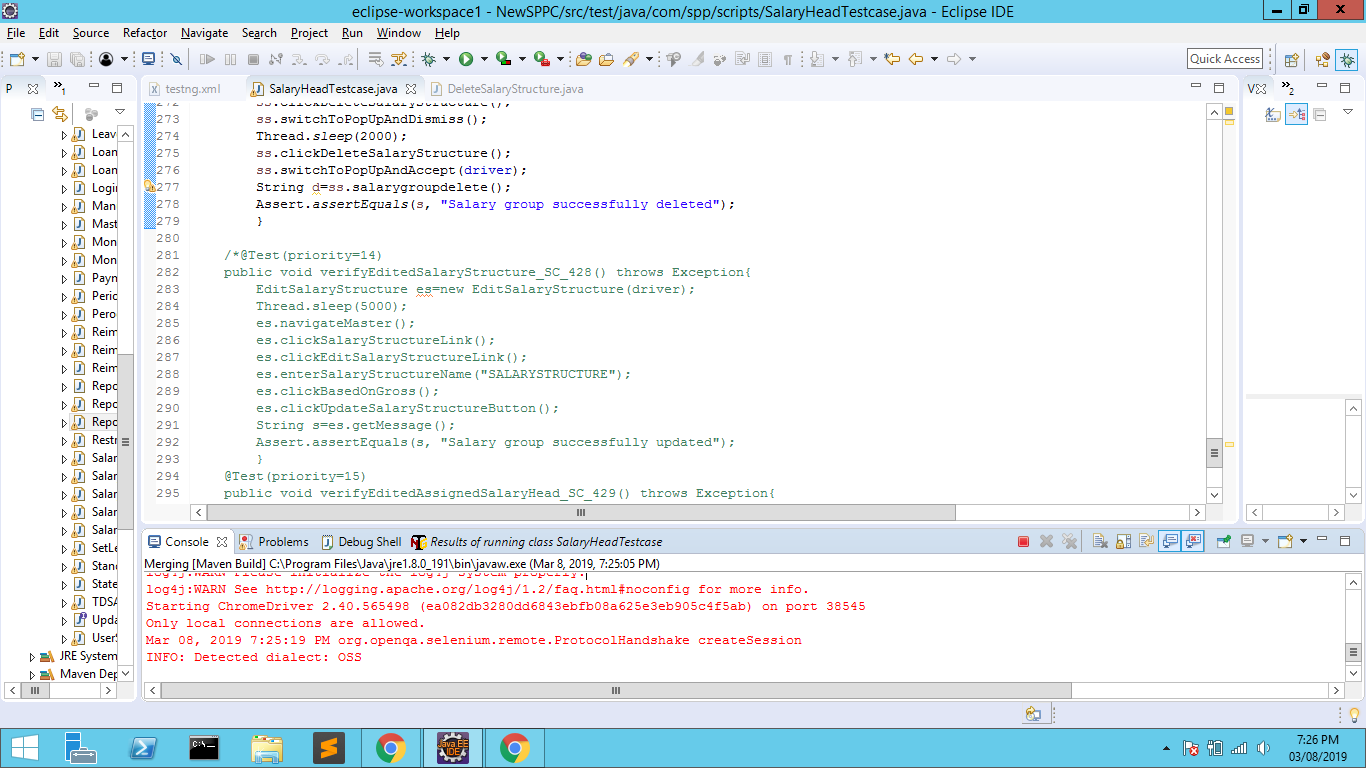 eclipse-workspace1 - NewSPPC/src/test/java/com/spp/scripts/SalaryHeadTestcase.java - Eclipse IDE
File Edit Source Refactor Navigate Search Project Run Window Help
Quick Access
P
»1
testng.xml
SalaryHeadTestcase.java
DeleteSalaryStructure.java
V
»2
Leav
Loan
Loan
Logi
Man
Mast
Mon
Mon
Payn
Peric
Pero
Reim
Reim
Reim
Repo
Repo
Repo
Restr
Salar
Salar
Salar
Salar
Salar
SetLe
Stand
State
TDSA
Upda
UserS
JRE System
Maven Dep
272 ss.clickDeleteSalaryStructure();
273 ss.switchToPopUpAndDismiss();
274 Thread.sleep(2000);
275 ss.clickDeleteSalaryStructure();
276 ss.switchToPopUpAndAccept(driver);
277 String d=ss.salarygroupdelete();
278 Assert.assertEquals(s, "Salary group successfully deleted");
279 }
280
281 /*@Test(priority=14)
282 public void verifyEditedSalaryStructure_SC_428() throws Exception{
283 EditSalaryStructure es=new EditSalaryStructure(driver);
284 Thread.sleep(5000);
285 es.navigateMaster();
286 es.clickSalaryStructureLink();
287 es.clickEditSalaryStructureLink();
288 es.enterSalaryStructureName("SALARYSTRUCTURE");
289 es.clickBasedOnGross();
290 es.clickUpdateSalaryStructureButton();
291 String s=es.getMessage();
292 Assert.assertEquals(s, "Salary group successfully updated");
293 }
294 @Test(priority=15)
295 public void verifyEditedAssignedSalaryHead_SC_429() throws Exception{
Console
Problems
Debug Shell
Results of running class SalaryHeadTestcase
Merging [Maven Build] C:\Program Files\Java\jre1.8.0_191\bin\javaw.exe (Mar 8, 2019, 7:25:05 PM)
log4j:WARN Please initialize the log4j system properly.
log4j:WARN See http://logging.apache.org/log4j/1.2/faq.html#noconfig for more info.
Starting ChromeDriver 2.40.565498 (ea082db3280dd6843ebfb08a625e3eb905c4f5ab) on port 38545
Only local connections are allowed.
Mar 08, 2019 7:25:19 PM org.openqa.selenium.remote.ProtocolHandshake createSession
INFO: Detected dialect: OSS
Java EE
IDE
7:26 PM
03/08/2019